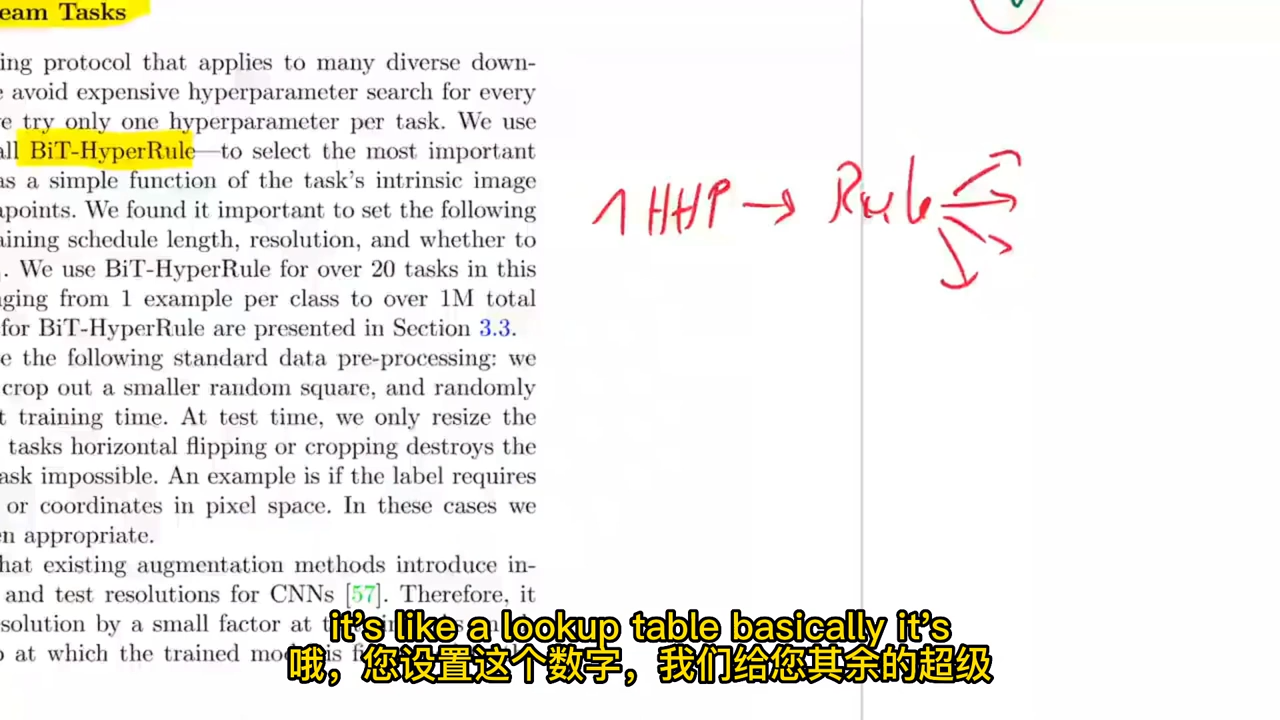 eam Tasks
ing protocol that applies to many diverse down-
e avoid expensive hyperparameter search for every
e try only one hyperparameter per task. We use
all BiT-HyperRule—to select the most important
as a simple function of the task's intrinsic image
apoints. We found it important to set the following
aining schedule length, resolution, and whether to
. We use BiT-HyperRule for over 20 tasks in this
nging from 1 example per class to over 1M total
for BiT-HyperRule are presented in Section 3.3.
e the following standard data pre-processing: we
crop out a smaller random square, and randomly
t training time. At test time, we only resize the
tasks horizontal flipping or cropping destroys the
ask impossible. An example is if the label requires
or coordinates in pixel space. In these cases we
en appropriate.
hat existing augmentation methods introduce in-
and test resolutions for CNNs [57]. Therefore, it
solution by a small factor at
at which the trained
1 HHP → Rule
it's like a lookup table basically it's
哦，您设置这个数字，我们给您其余的超级